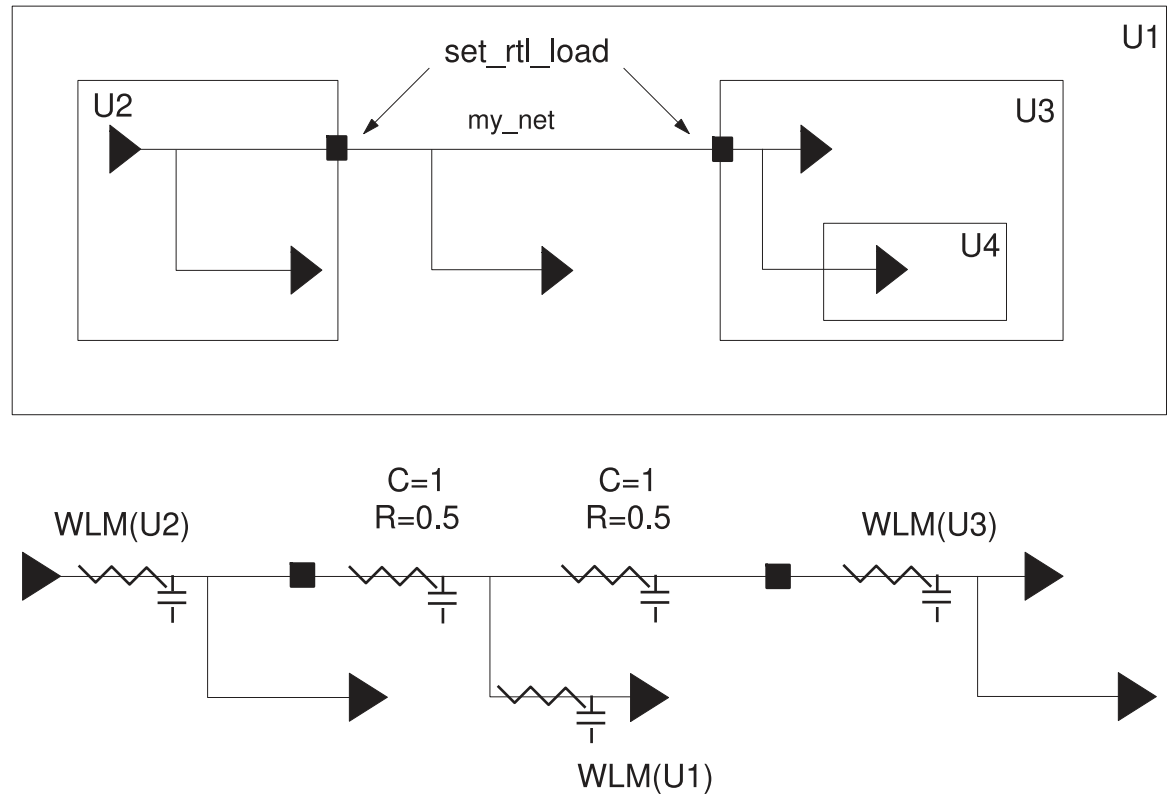 U1
set_rtl_load
U2
my_net
U3
U4
C=1
R=0.5
C=1
R=0.5
WLM(U2)
WLM(U3)
WLM(U1)